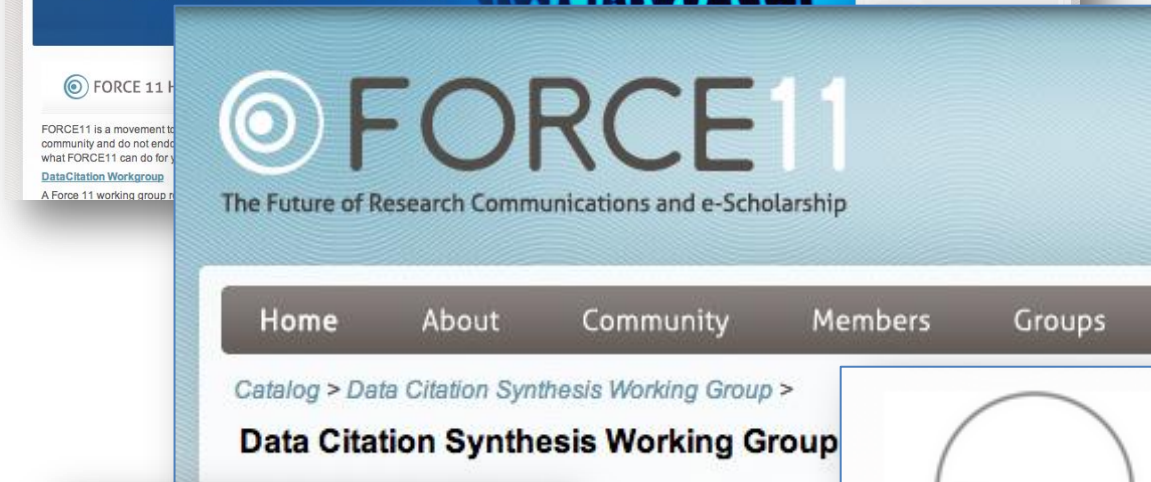 FORCE 11
FORCE11 is a movement
community and do not
what FORCE11 can do for
DataCitation Workgroup
A Force 11 working group
FORCE11
The Future of Research Communications and e-Scholarship
Home About Community Members Groups
Catalog > Data Citation Synthesis Working Group >
Data Citation Synthesis Working Group